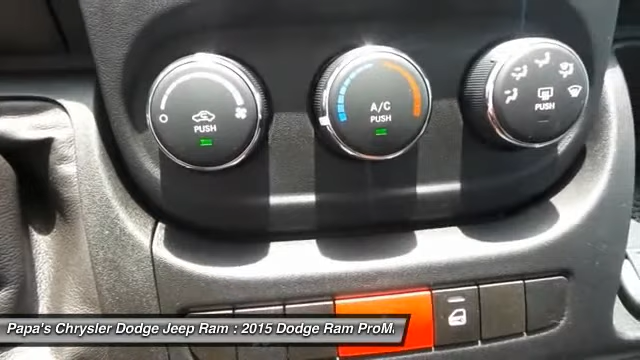 PUSH
A/C
PUSH
PUSH
Papa's Chrysler Dodge Jeep Ram : 2015 Dodge Ram ProM